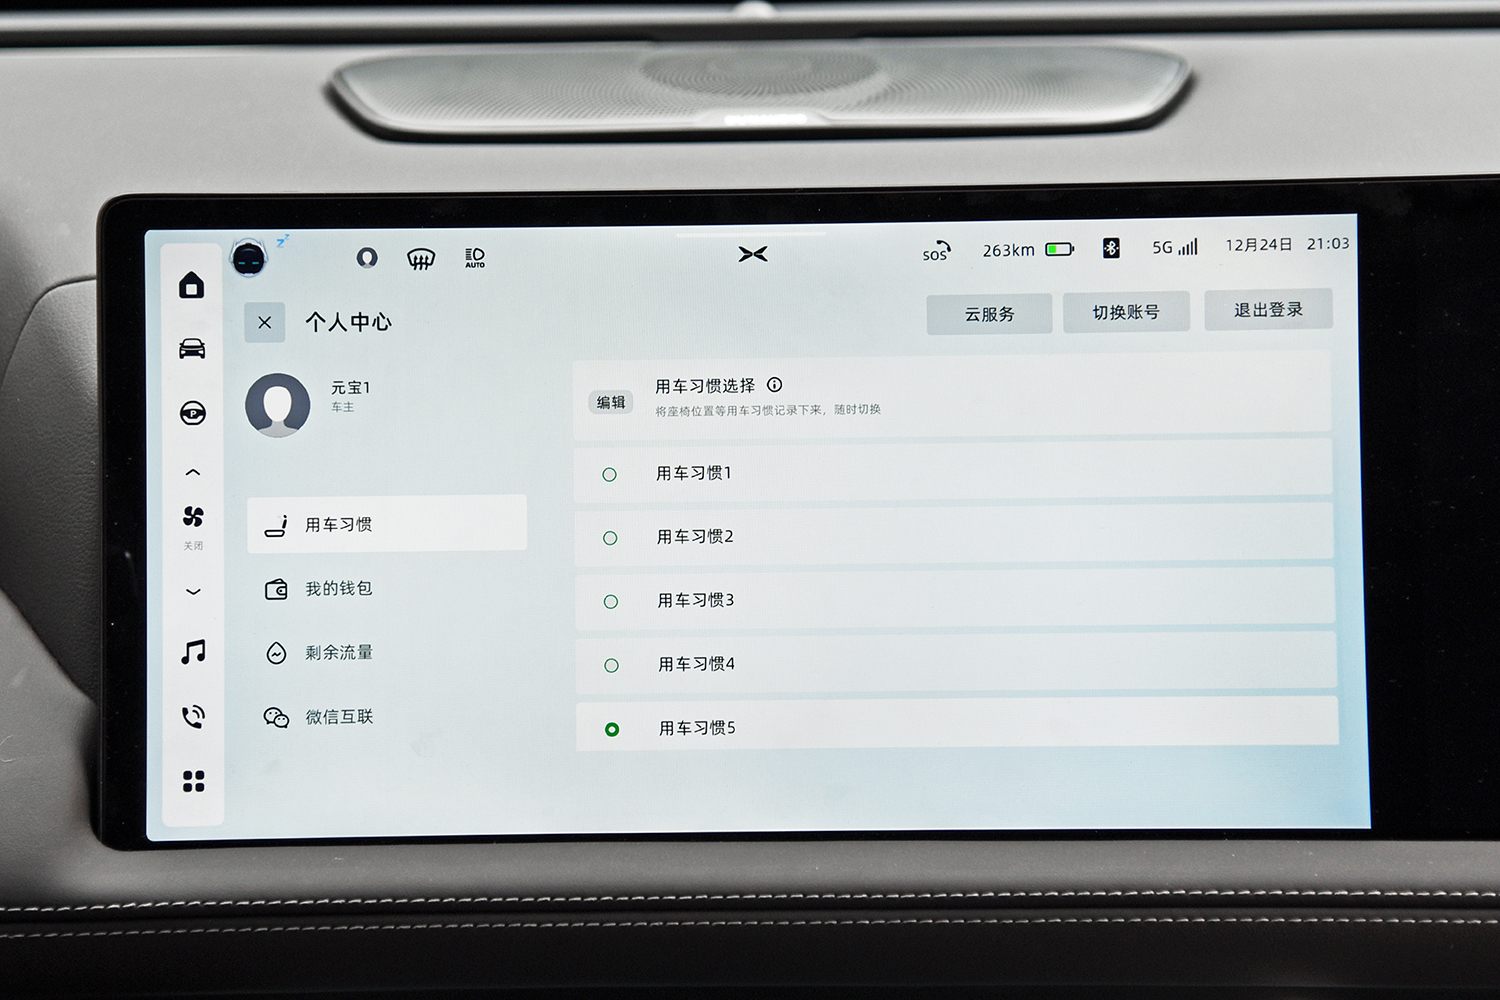 SOS 263km 5G 12月24日 21:03
AUTO
个人中心 云服务 切换账号 退出登录
元宝1
车主
编辑
用车习惯选择
将座椅位置等用车习惯记录下来，随时切换
用车习惯
我的钱包
剩余流量
微信互联
用车习惯1
用车习惯2
用车习惯3
用车习惯4
用车习惯5
P
关闭